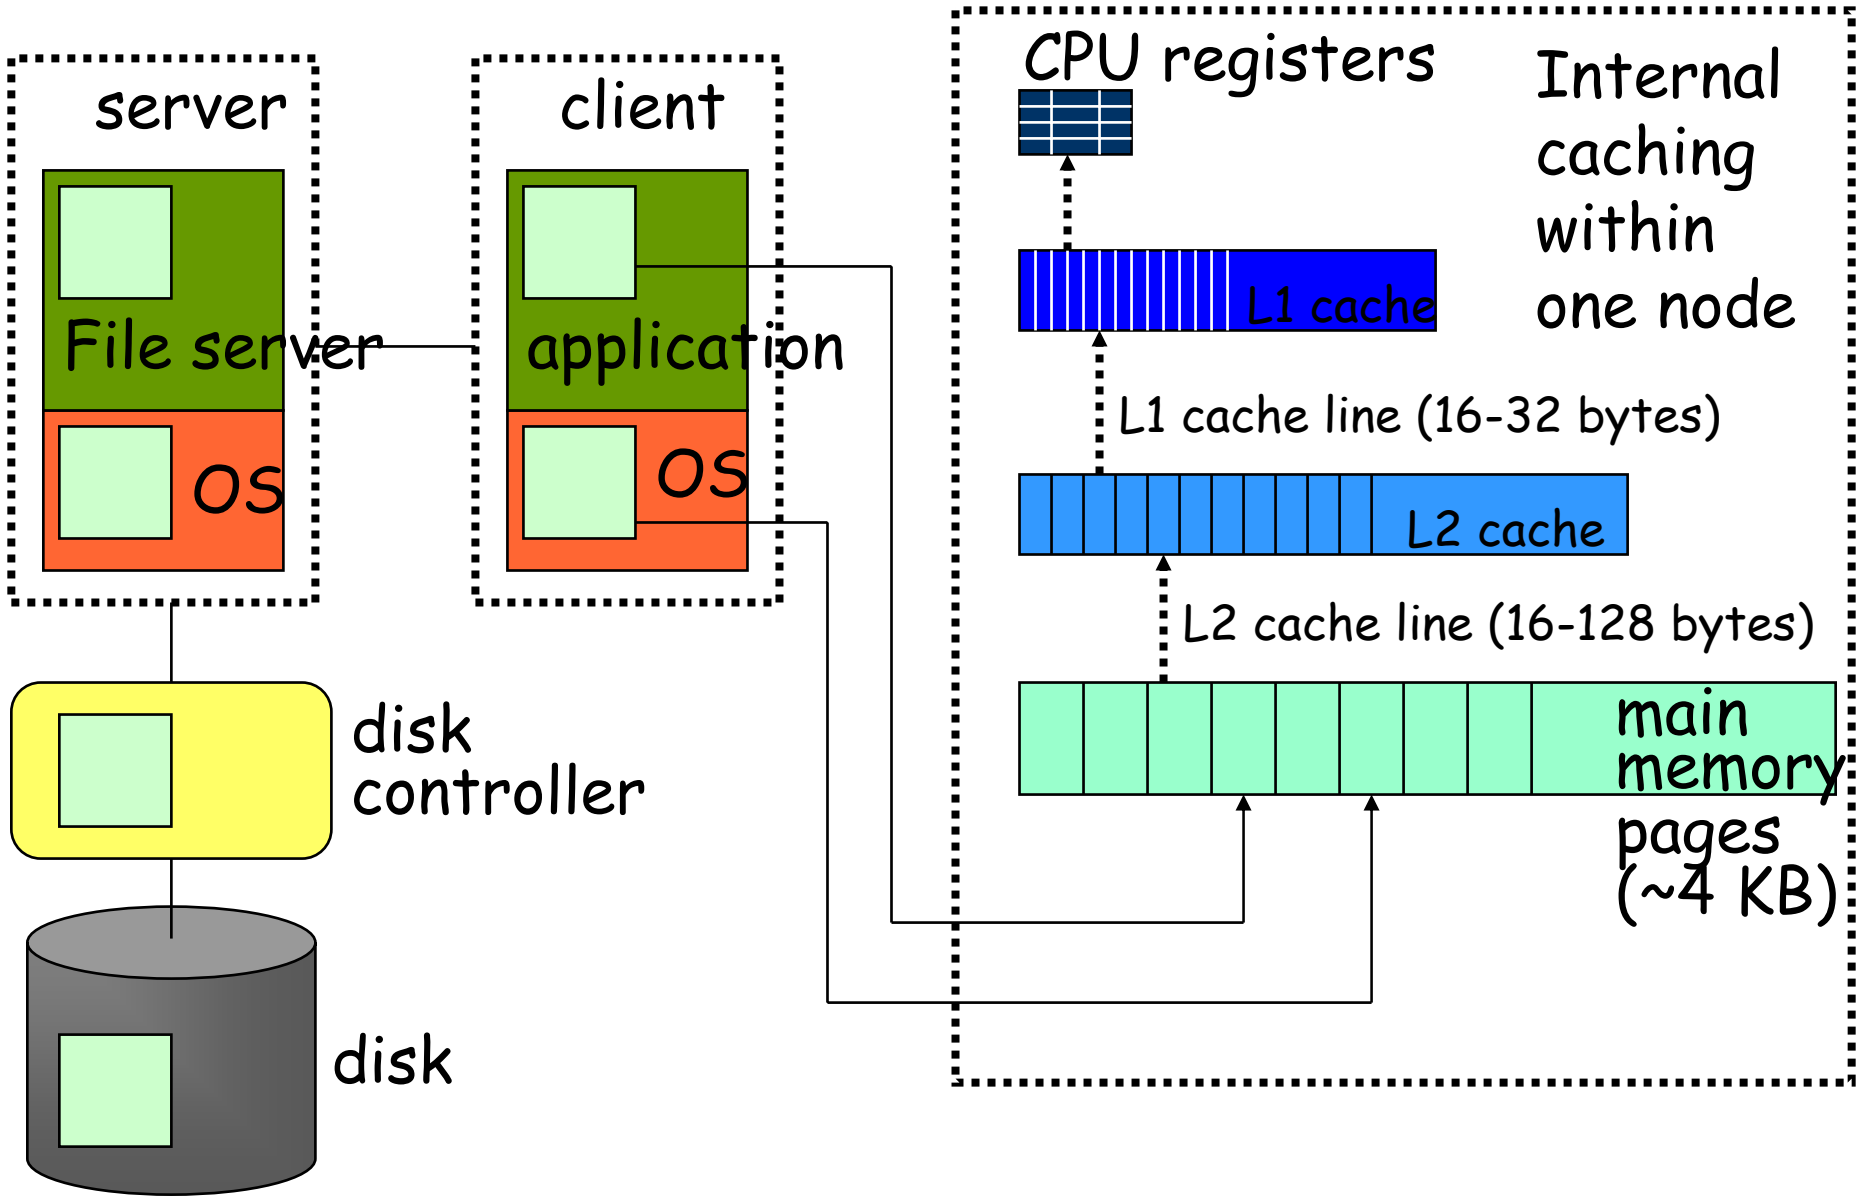 server
File server
OS
client
application
OS
disk
controller
disk
CPU registers
Internal
caching
within
one node
L1 cache
L1 cache line (16-32 bytes)
L2 cache
L2 cache line (16-128 bytes)
main
memory
pages
(~4 KB)